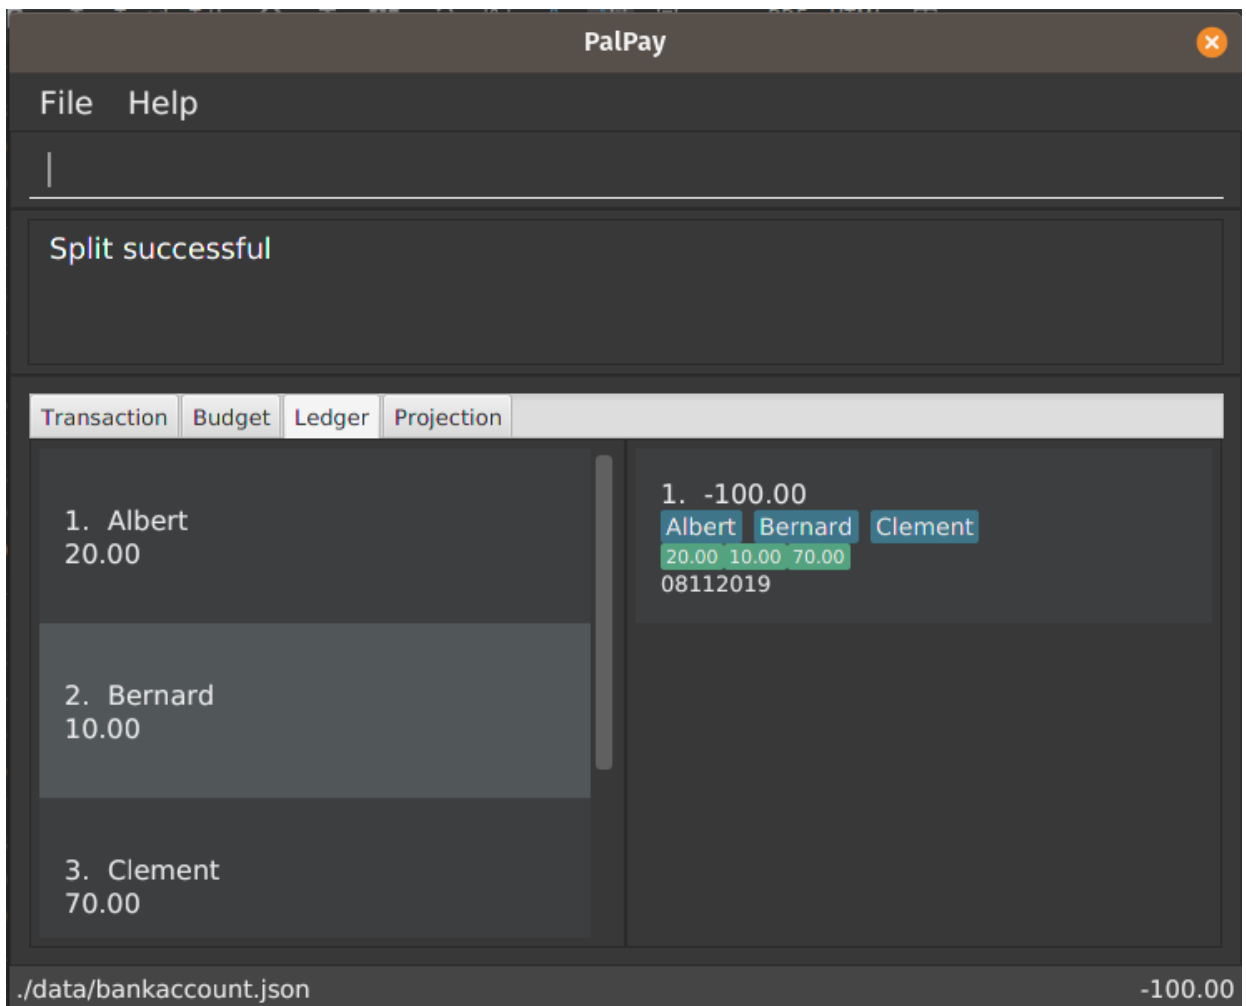 PalPay
File Help
Split successful
Transaction Budget Ledger Projection
1. Albert
20.00
2. Bernard
10.00
3. Clement
70.00
1. -100.00
Albert Bernard Clement
20.00 10.00 70.00
08112019
./data/bankaccount.json -100.00